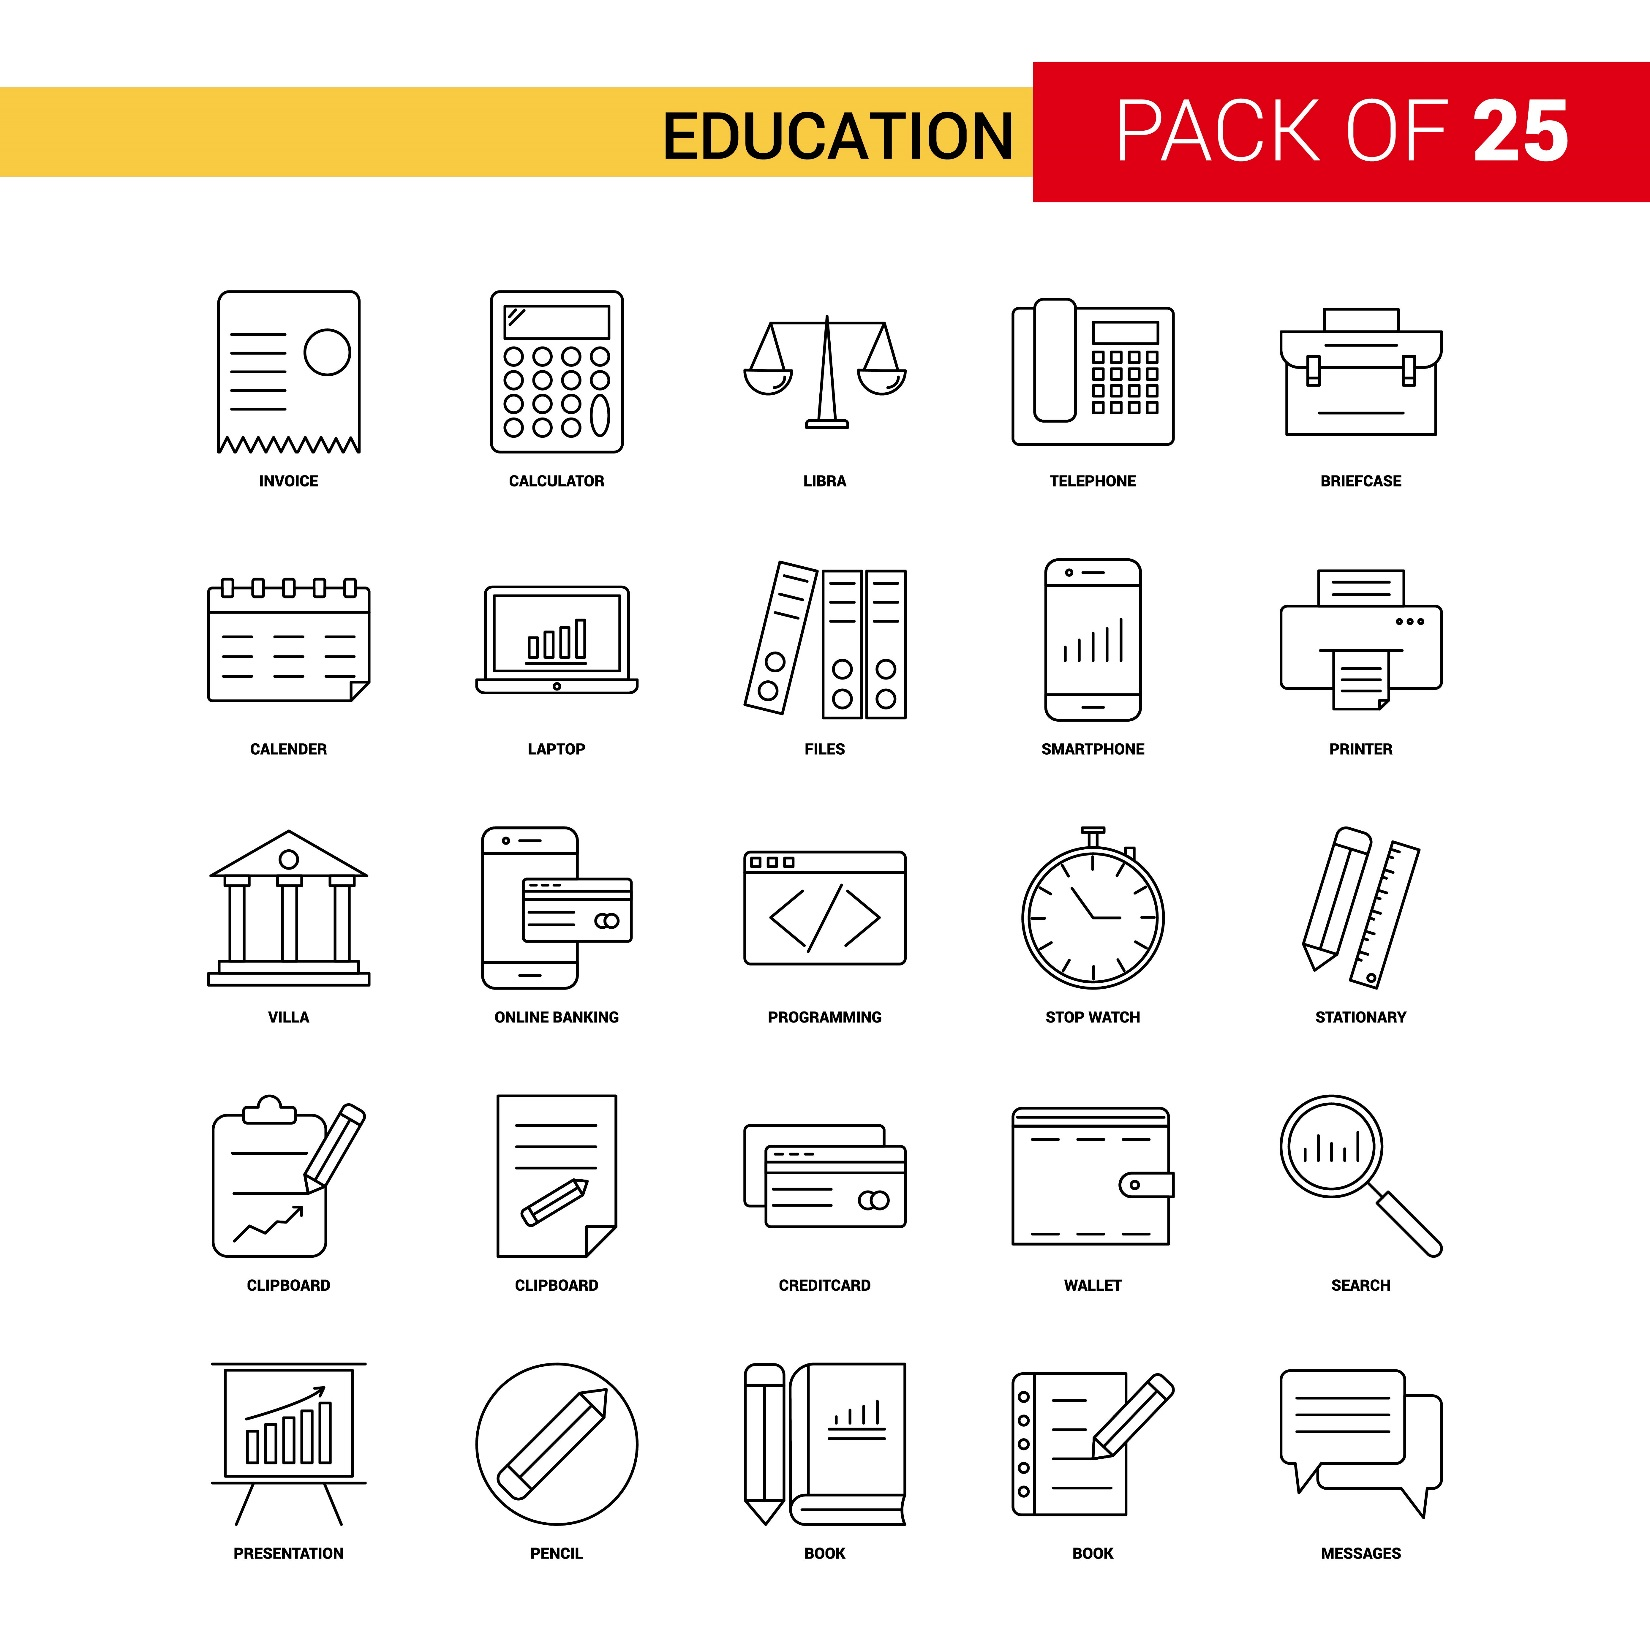 EDUCATION
PACK OF 25
INVOICE
CALCULATOR
LIBRA
TELEPHONE
BRIEFCASE
CALENDER
LAPTOP
FILES
SMARTPHONE
PRINTER
VILLA
ONLINE BANKING
PROGRAMMING
STOP WATCH
STATIONARY
CLIPBOARD
CLIPBOARD
CREDITCARD
WALLET
SEARCH
PRESENTATION
PENCIL
BOOK
BOOK
MESSAGES